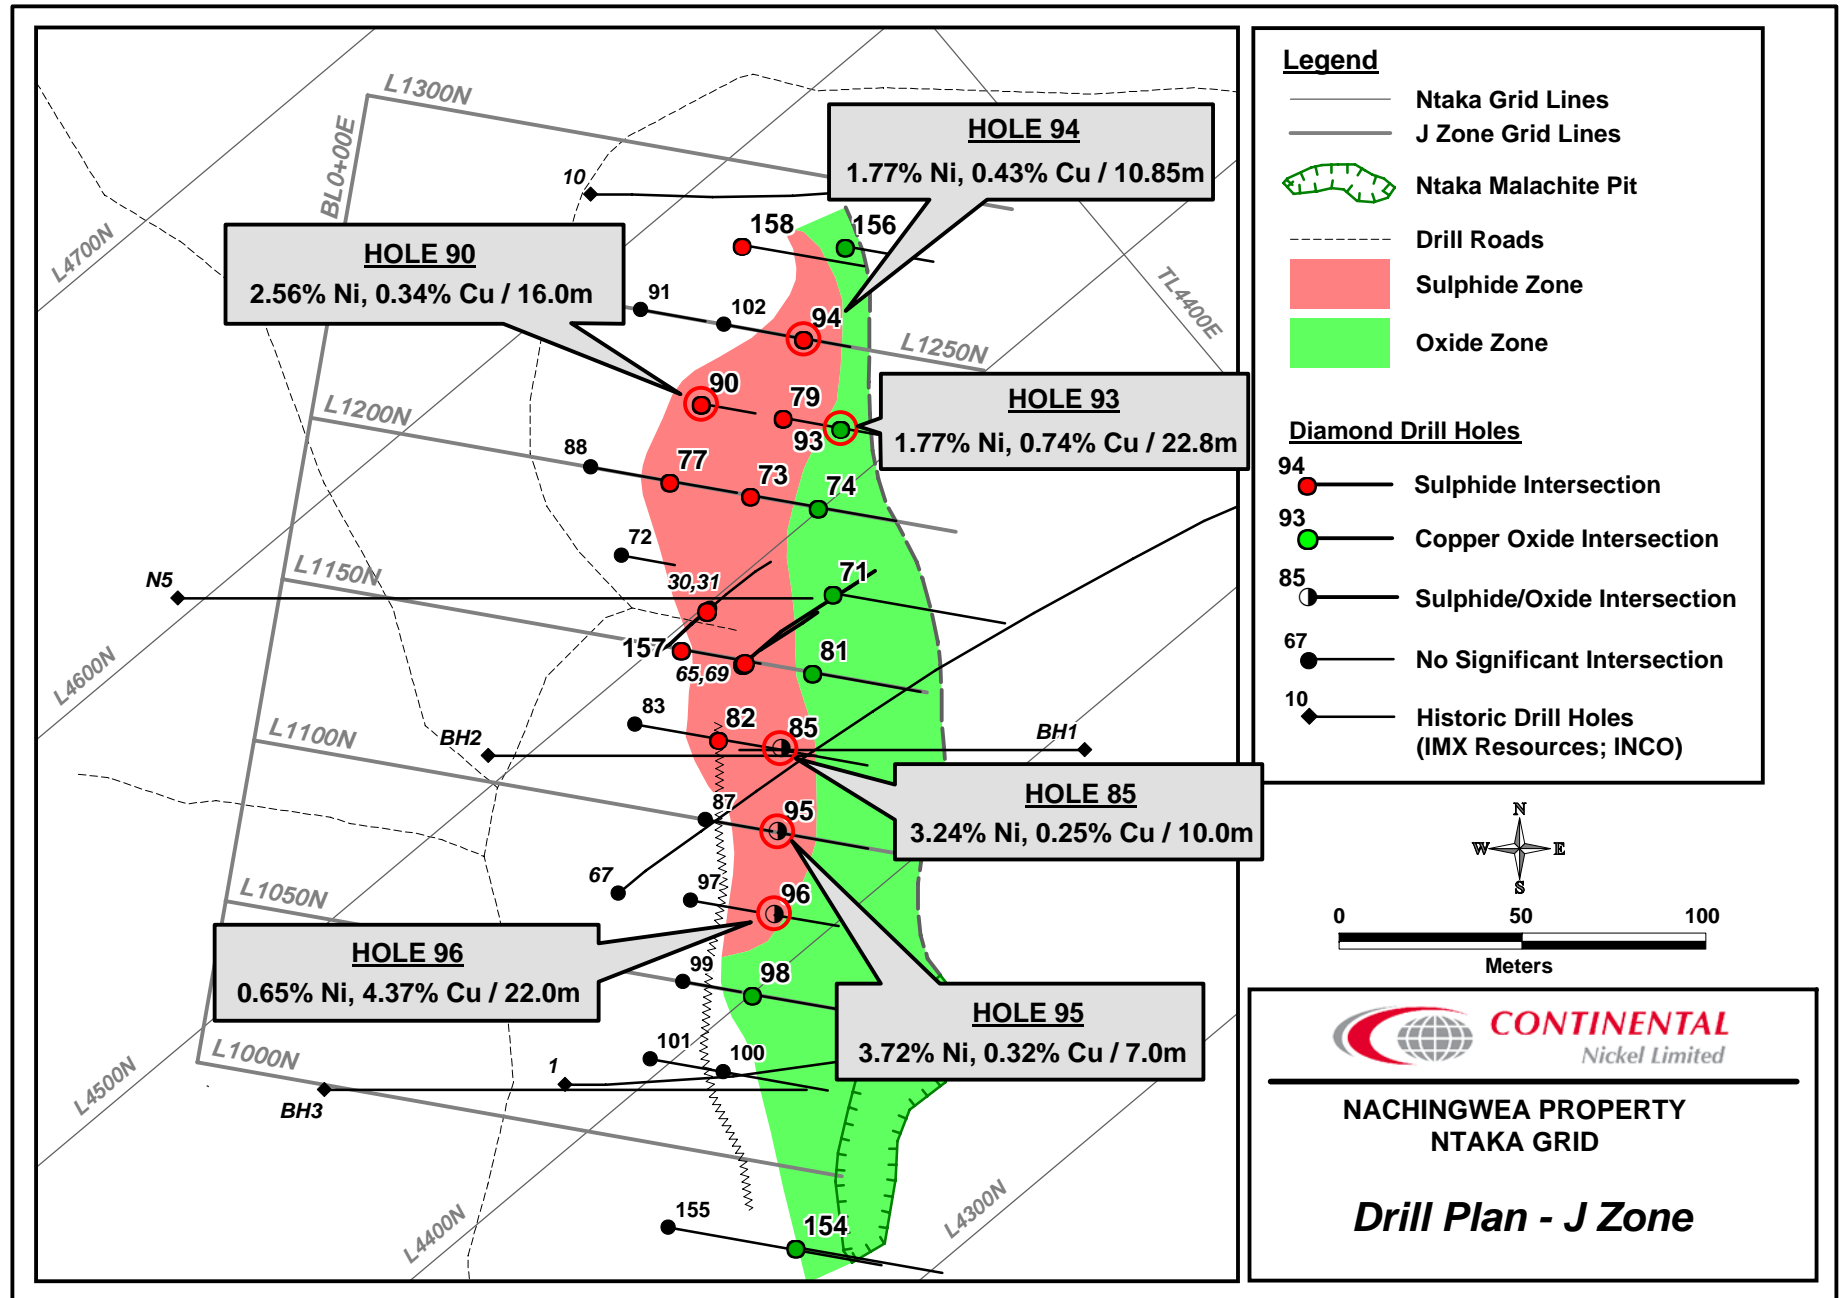 L1300N
BL0+00E
10
HOLE 94
1.77% Ni, 0.43% Cu / 10.85m
L4700N
HOLE 90
2.56% Ni, 0.34% Cu / 16.0m
158
156
TL4400E
91
102
94
L1250N
90
79
93
HOLE 93
1.77% Ni, 0.74% Cu / 22.8m
L1200N
88
77
73
74
72
L1150N
N5
30,31
71
157
65,69
81
L4600N
83
82
85
BH1
L1100N
BH2
HOLE 85
3.24% Ni, 0.25% Cu / 10.0m
87
95
67
97
96
L1050N
HOLE 96
0.65% Ni, 4.37% Cu / 22.0m
99
98
HOLE 95
3.72% Ni, 0.32% Cu / 7.0m
L1000N
101
100
1
L4500N
BH3
155
154
L4400N
L4300N
Legend
Ntaka Grid Lines
J Zone Grid Lines
Ntaka Malachite Pit
Drill Roads
Sulphide Zone
Oxide Zone
Diamond Drill Holes
94
Sulphide Intersection
93
Copper Oxide Intersection
85
Sulphide/Oxide Intersection
67
No Significant Intersection
10
Historic Drill Holes
(IMX Resources; INCO)
N
W E
S
0 50 100
Meters
CONTINENTAL
Nickel Limited
NACHINGWEA PROPERTY
NTAKA GRID
Drill Plan - J Zone